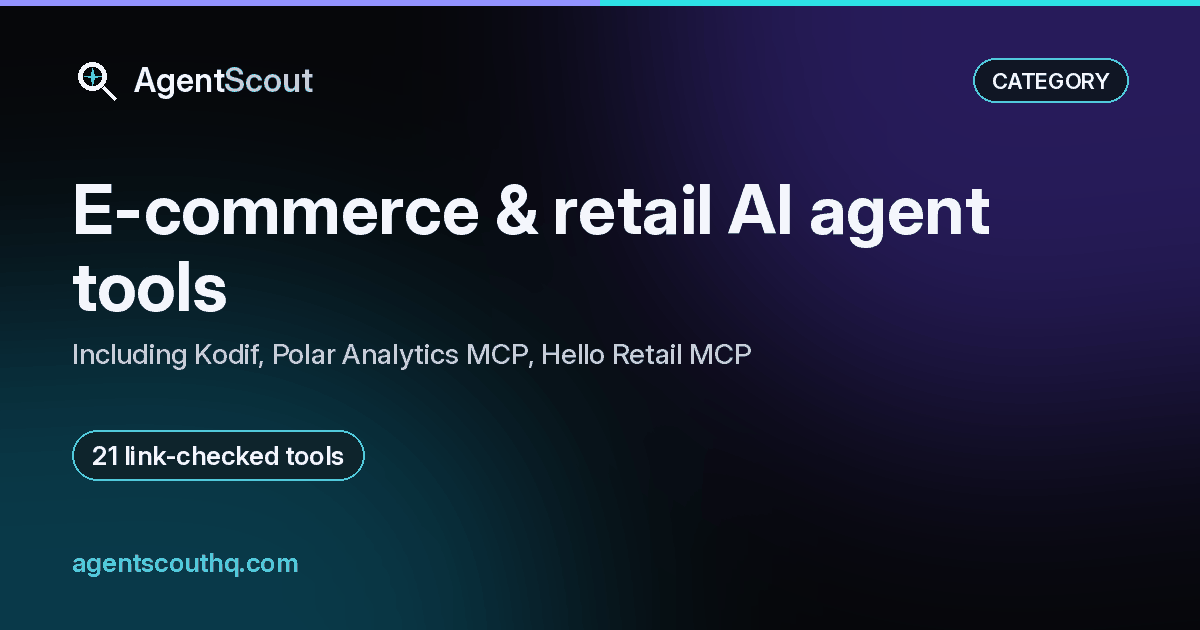 AgentScout
CATEGORY
E-commerce & retail AI agent
tools
Including Kodif, Polar Analytics MCP, Hello Retail MCP
21 link-checked tools
agentscouthq.com